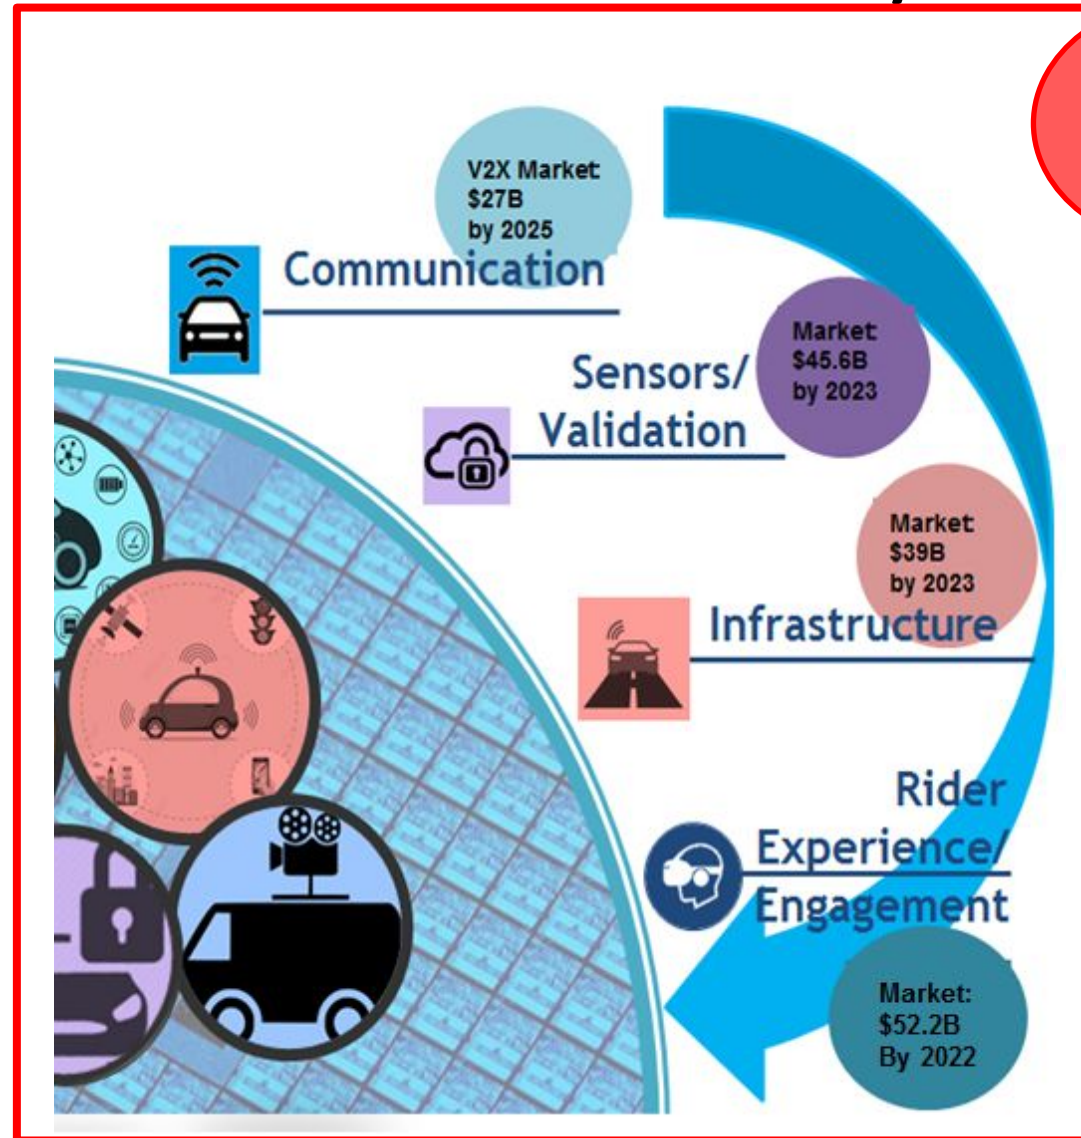 V2X Market
$27B
by 2025
Communication
Market
$45.6B
by 2023
Sensors/
Validation
Market
$39B
by 2023
Infrastructure
Rider
Experience/
Engagement
Market:
$52.2B
By 2022